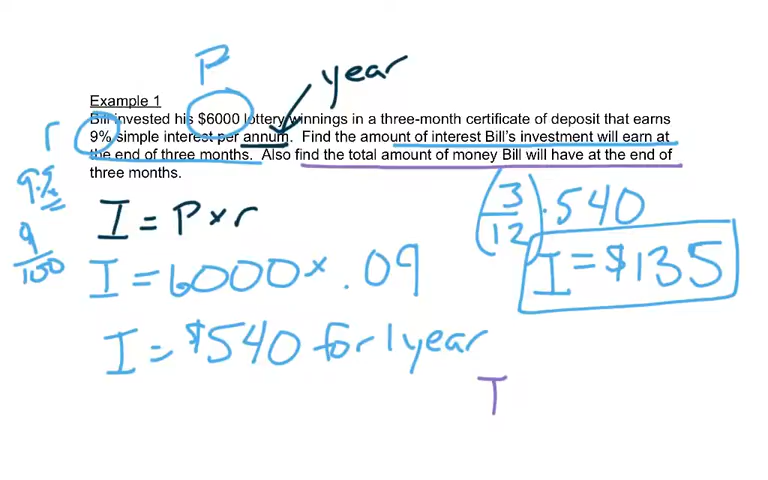 P
year
Example 1
Bill invested his $6000 lottery winnings in a three-month certificate of deposit that earns
9% simple interest per annum. Find the amount of interest Bill's investment will earn at
the end of three months. Also find the total amount of money Bill will have at the end of
three months.
r
9%
9/100
I = P × r
I = 6000 × .09
I = $540 for 1 year
(3/12) · 540
I = $135
T